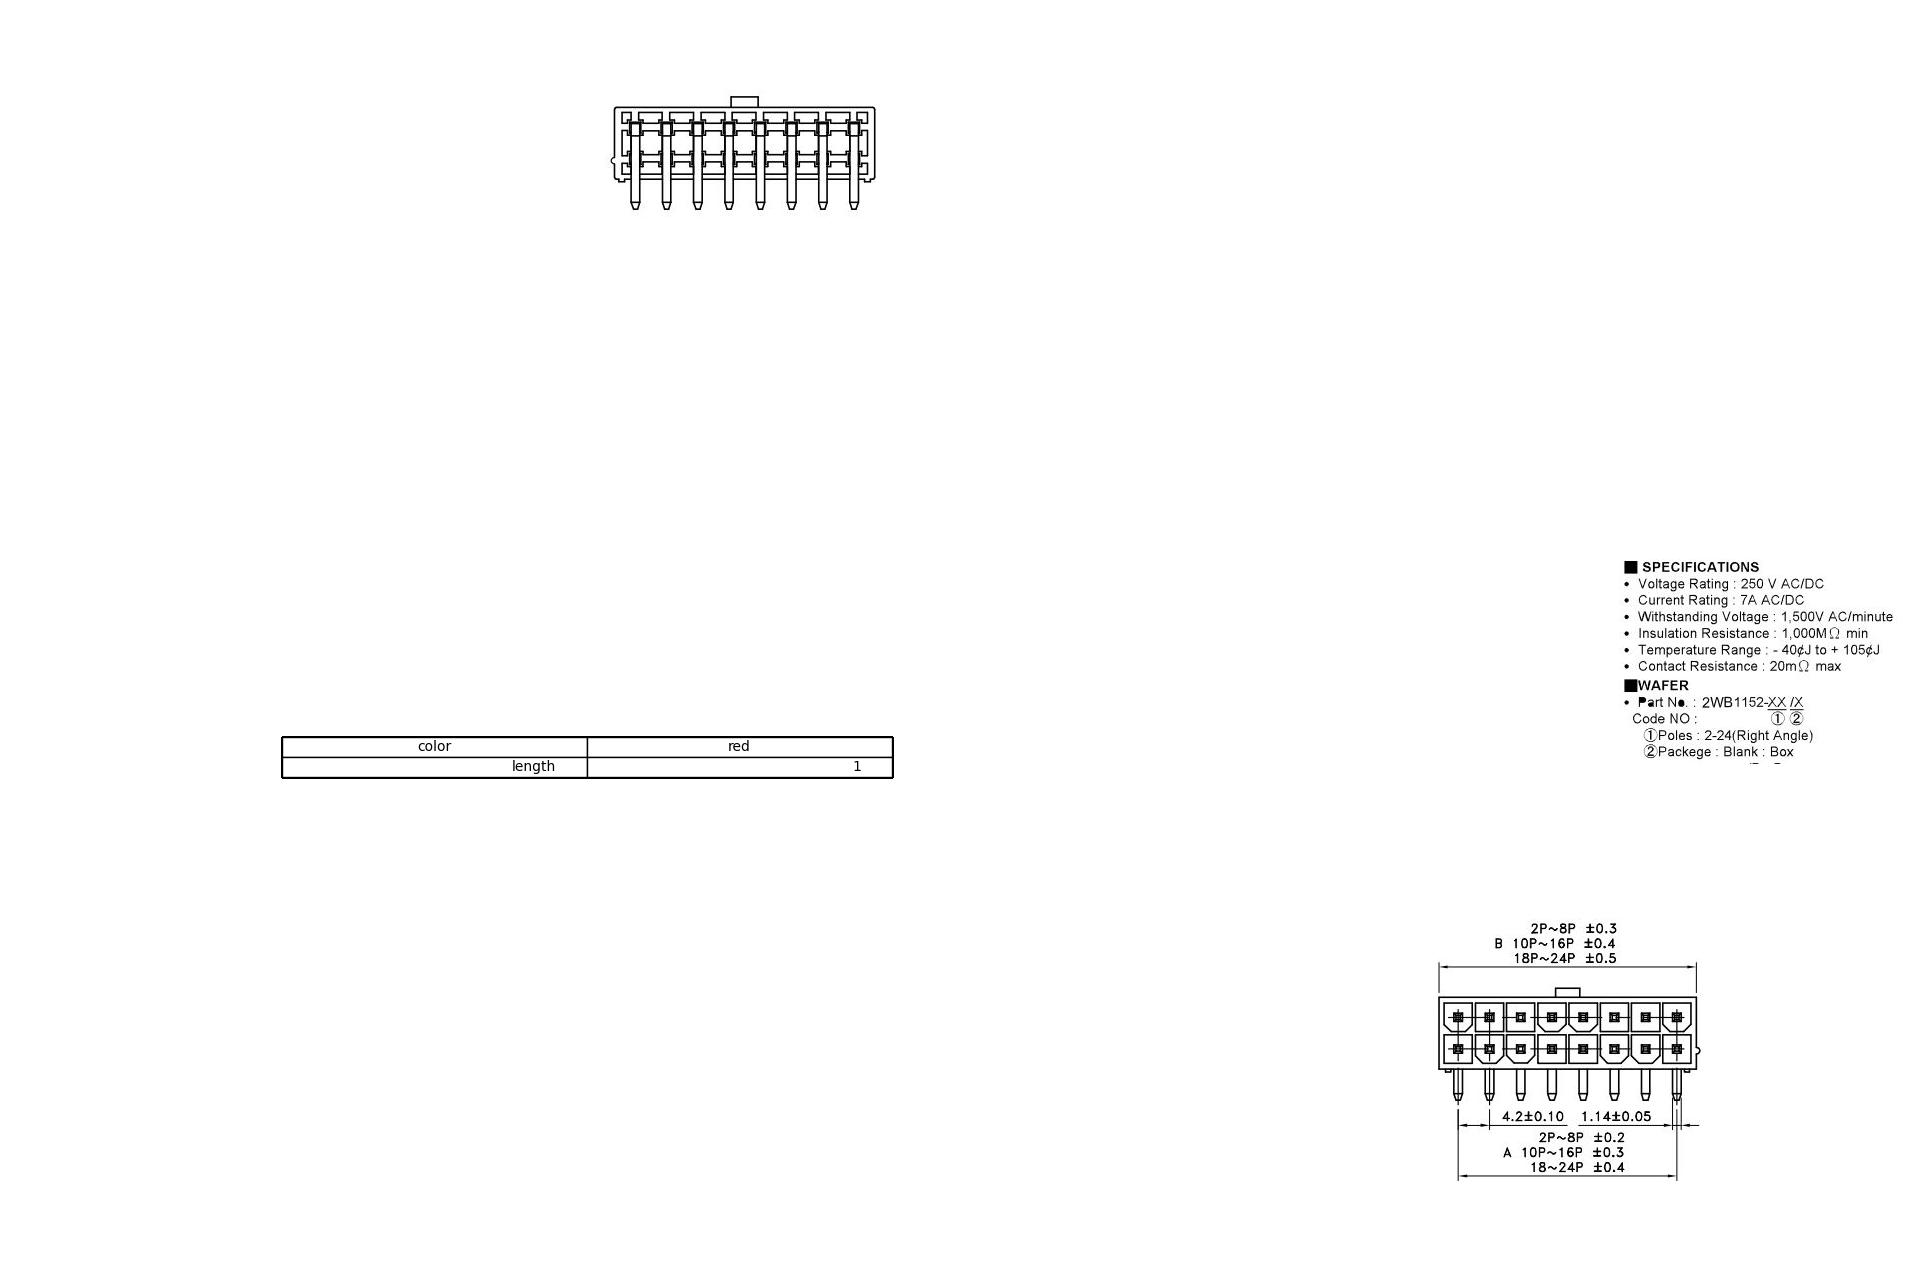 ■ SPECIFICATIONS
• Voltage Rating : 250 V AC/DC
• Current Rating : 7A AC/DC
• Withstanding Voltage : 1,500V AC/minute
• Insulation Resistance : 1,000MΩ min
• Temperature Range : - 40¢J to + 105¢J
• Contact Resistance : 20mΩ max
■WAFER
• Part No. : 2WB1152-XX /X
Code NO : ① ②
①Poles : 2-24(Right Angle)
②Packege : Blank : Box
color red
length 1
2P~8P ±0.3
B 10P~16P ±0.4
18P~24P ±0.5
4.2±0.10 1.14±0.05
2P~8P ±0.2
A 10P~16P ±0.3
18~24P ±0.4